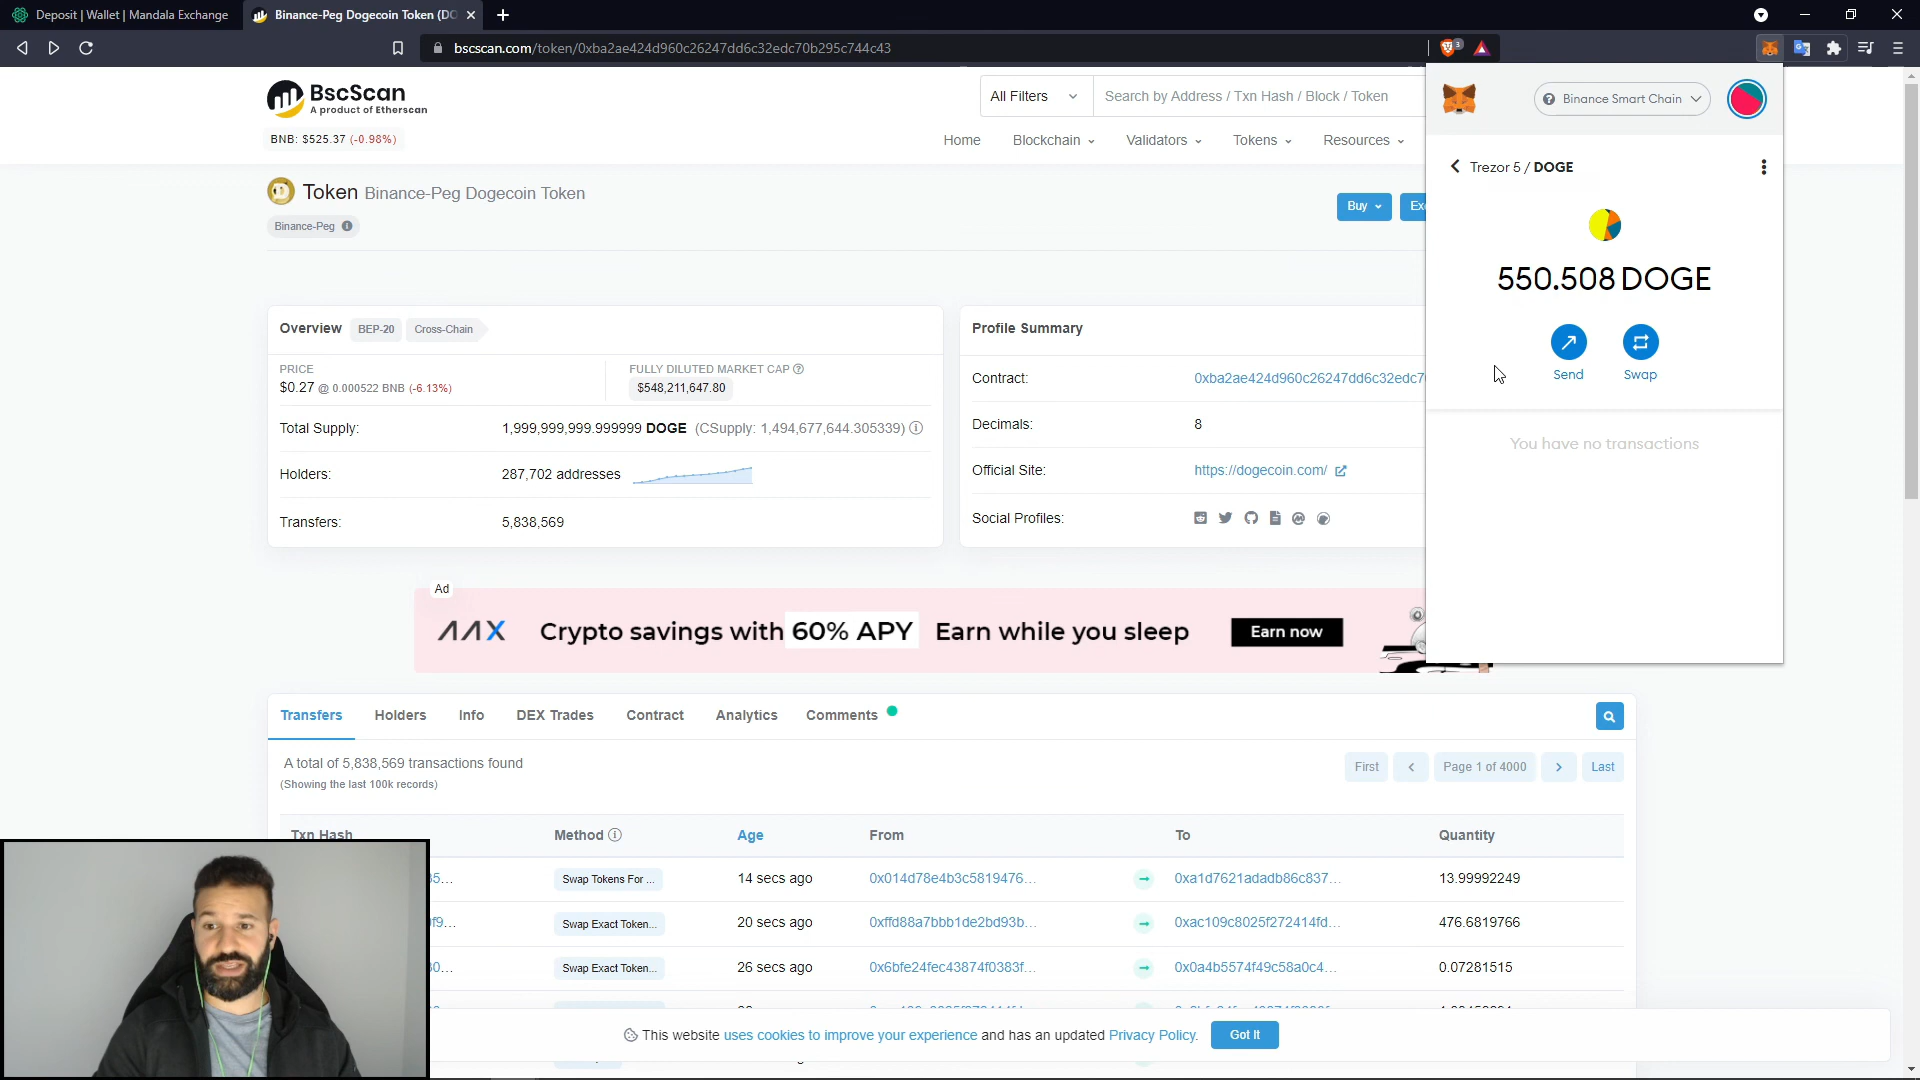 Deposit | Wallet | Mandala Exchange
Binance-Peg Dogecoin Token (DO
bscscan.com/token/0xba2ae424d960c26247dd6c32edc70b295c744c43
3
BscScan
A product of Etherscan
All Filters
Search by Address / Txn Hash / Block / Token
BNB: $525.37 (-0.98%)
Home Blockchain Validators Tokens Resources
Token Binance-Peg Dogecoin Token
Binance-Peg
Buy
Overview BEP-20 Cross-Chain
PRICE
$0.27 @ 0.000522 BNB (-6.13%)
FULLY DILUTED MARKET CAP
$548,211,647.80
Total Supply: 1,999,999,999.999999 DOGE (CSupply: 1,494,677,644.305339)
Holders: 287,702 addresses
Transfers: 5,838,569
Profile Summary
Contract: 0xba2ae424d960c26247dd6c32edc7
Decimals: 8
Official Site: https://dogecoin.com/
Social Profiles:
Binance Smart Chain
Trezor 5 / DOGE
550.508 DOGE
Send Swap
You have no transactions
Ad
AAX Crypto savings with 60% APY Earn while you sleep Earn now
Transfers Holders Info DEX Trades Contract Analytics Comments
A total of 5,838,569 transactions found
(Showing the last 100k records)
First Page 1 of 4000 Last
Txn Hash Method Age From To Quantity
35... Swap Tokens For ... 14 secs ago 0x014d78e4b3c5819476... 0xa1d7621adadb86c837... 13.99992249
f9... Swap Exact Token... 20 secs ago 0xffd88a7bbb1de2bd93b... 0xac109c8025f272414fd... 476.6819766
Swap Exact Token... 26 secs ago 0x6bfe24fec43874f0383f... 0x0a4b5574f49c58a0c4... 0.07281515
This website uses cookies to improve your experience and has an updated Privacy Policy. Got It